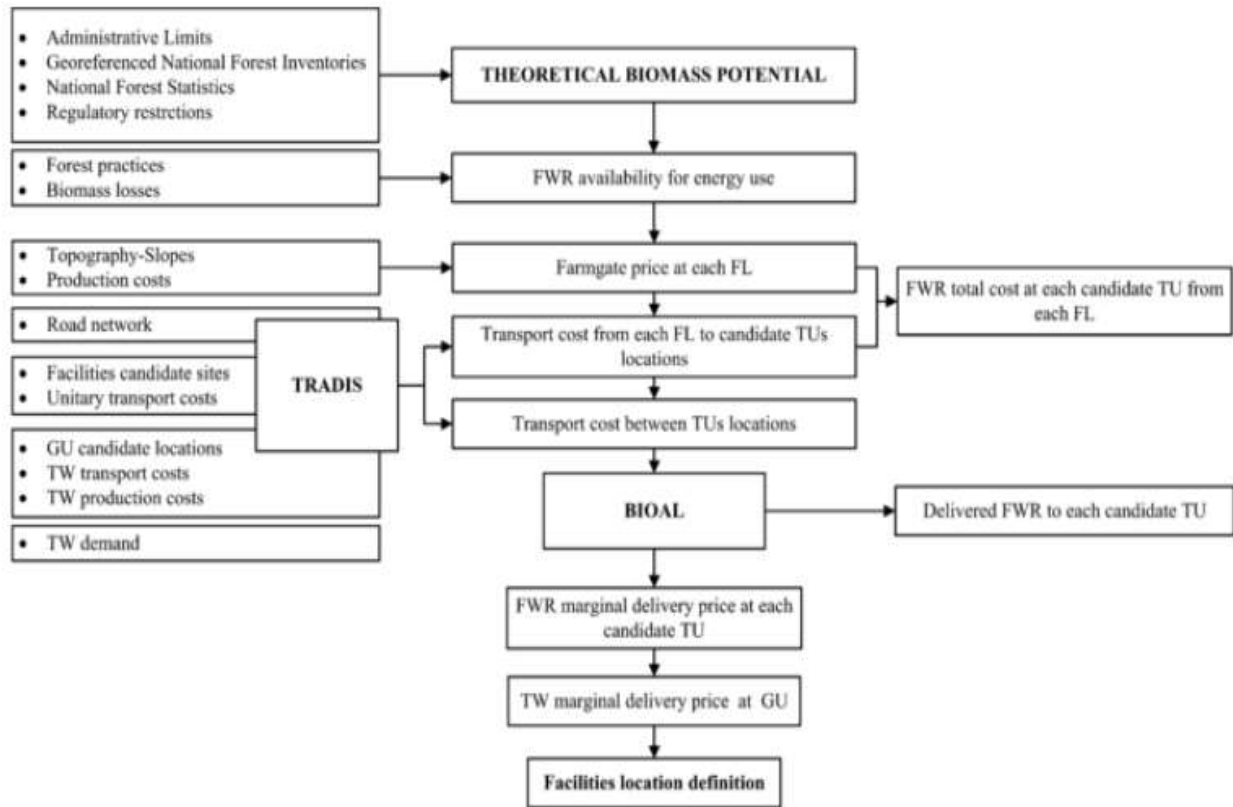 • Administrative Limits
• Georeferenced National Forest Inventories
• National Forest Statistics
• Regulatory restrctions
THEORETICAL BIOMASS POTENTIAL
• Forest practices
• Biomass losses
FWR availability for energy use
• Topography-Slopes
• Production costs
Farmgate price at each FL
FWR total cost at each candidate TU from
each FL
• Road network
TRADIS
Transport cost from each FL to candidate TUs
locations
• Facilities candidate sites
• Unitary transport costs
Transport cost between TUs locations
• GU candidate locations
• TW transport costs
• TW production costs
BIOAL
Delivered FWR to each candidate TU
• TW demand
FWR marginal delivery price at each
candidate TU
TW marginal delivery price at GU
Facilities location definition